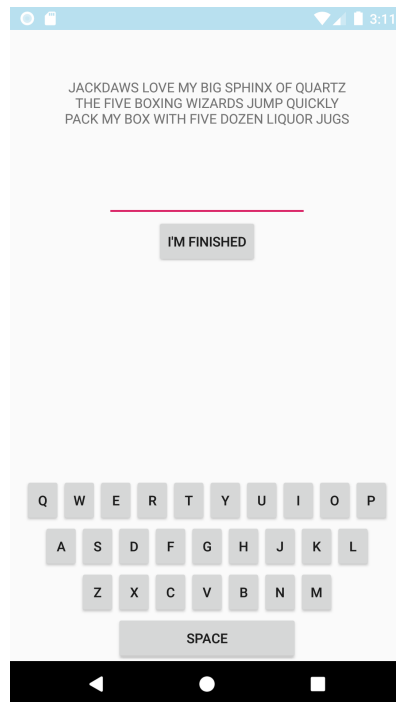 3:11
JACKDAWS LOVE MY BIG SPHINX OF QUARTZ
THE FIVE BOXING WIZARDS JUMP QUICKLY
PACK MY BOX WITH FIVE DOZEN LIQUOR JUGS
I'M FINISHED
Q W E R T Y U I O P
A S D F G H J K L
Z X C V B N M
SPACE